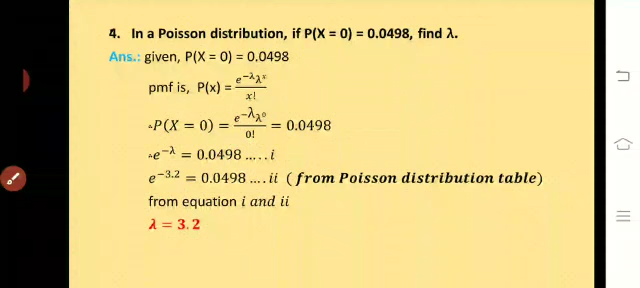 4. In a Poisson distribution, if P(X = 0) = 0.0498, find λ.
Ans.: given, P(X = 0) = 0.0498
pmf is, P(x) = e^−λ λ^x / x!
∴P(X = 0) = e^−λ λ^0 / 0! = 0.0498
∴e^−λ = 0.0498 .....i
e^−3.2 = 0.0498 ....ii ( from Poisson distribution table)
from equation i and ii
λ = 3.2